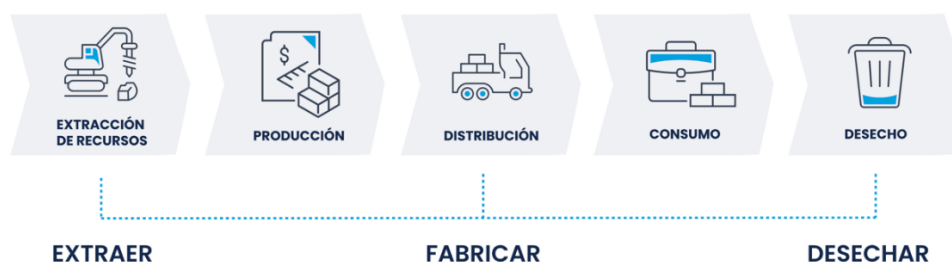 $
EXTRACCIÓN
DE RECURSOS
PRODUCCIÓN
DISTRIBUCIÓN
CONSUMO
DESECHO
EXTRAER
FABRICAR
DESECHAR